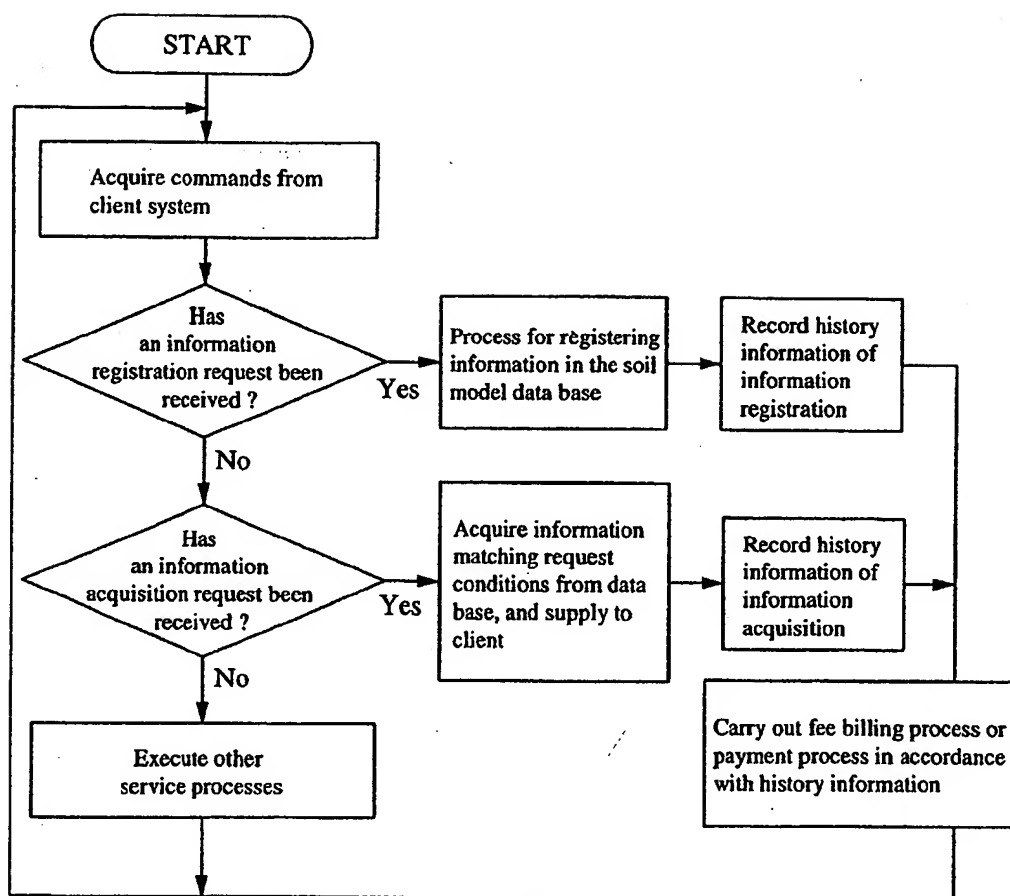 START
Acquire commands from
client system
Has
an information
registration request been
received ?
Yes
Process for registering
information in the soil
model data base
Record history
information of
information
registration
No
Has
an information
acquisition request been
received ?
Yes
Acquire information
matching request
conditions from data
base, and supply to
client
Record history
information of
information
acquisition
No
Execute other
service processes
Carry out fee billing process or
payment process in accordance
with history information